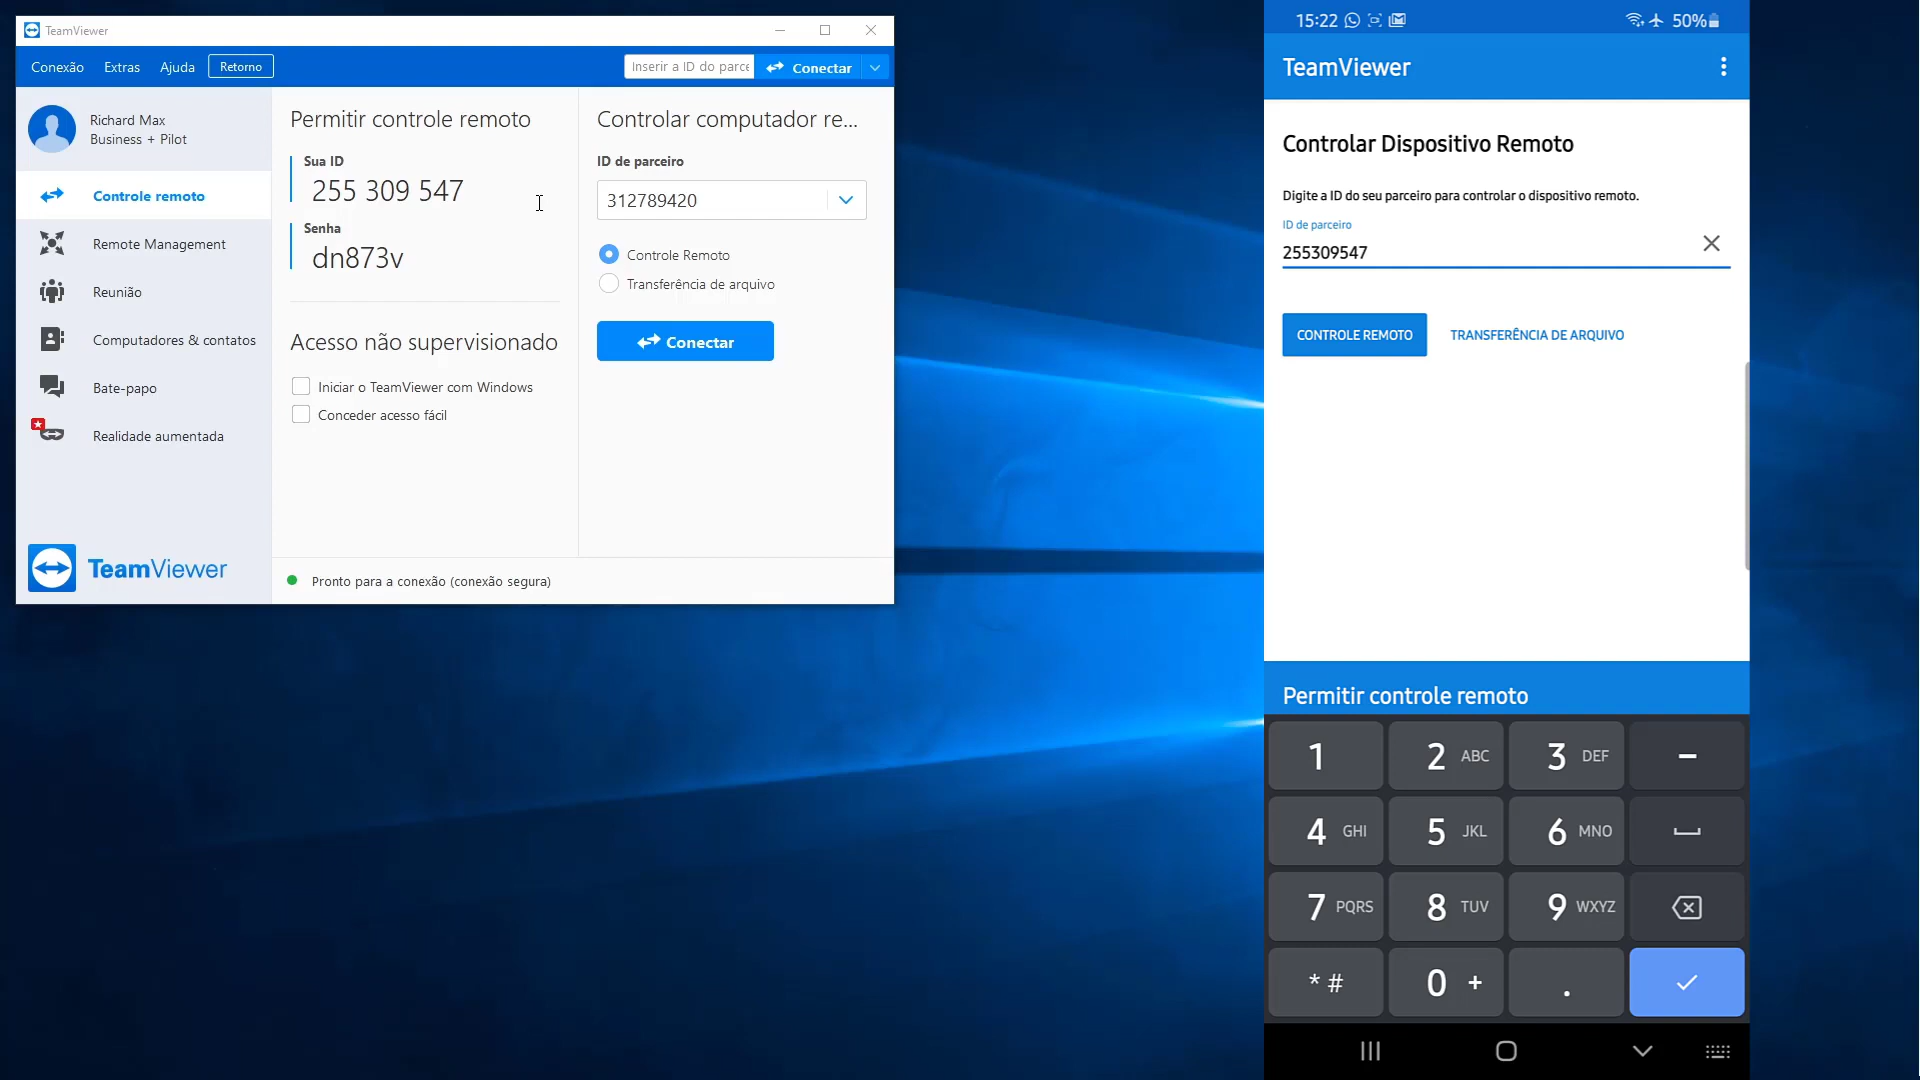 TeamViewer
Conexão Extras Ajuda Retorno
Inserir a ID do parce
Conectar
Richard Max
Business + Pilot
Controle remoto
Remote Management
Reunião
Computadores & contatos
Bate-papo
Realidade aumentada
TeamViewer
Permitir controle remoto
Sua ID
255 309 547
Senha
dn873v
Acesso não supervisionado
Iniciar o TeamViewer com Windows
Conceder acesso fácil
Controlar computador re...
ID de parceiro
312789420
Controle Remoto
Transferência de arquivo
Conectar
Pronto para a conexão (conexão segura)
15:22 50%
TeamViewer
Controlar Dispositivo Remoto
Digite a ID do seu parceiro para controlar o dispositivo remoto.
ID de parceiro
255309547
CONTROLE REMOTO TRANSFERÊNCIA DE ARQUIVO
Permitir controle remoto
1 2 ABC 3 DEF -
4 GHI 5 JKL 6 MNO
7 PQRS 8 TUV 9 WXYZ
* # 0 + .